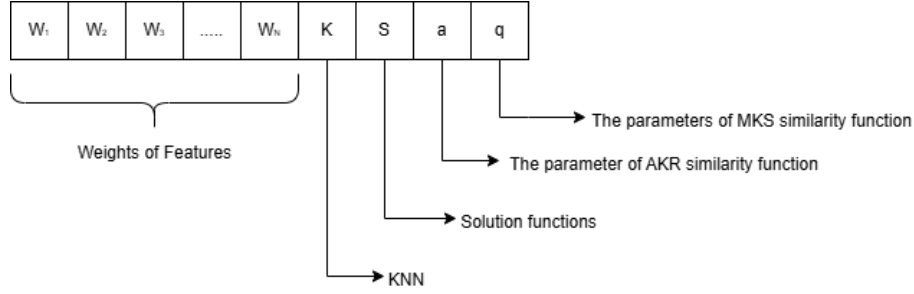 W₁ W₂ W₃ ..... Wɴ K S a q
The parameters of MKS similarity function
Weights of Features
The parameter of AKR similarity function
Solution functions
KNN